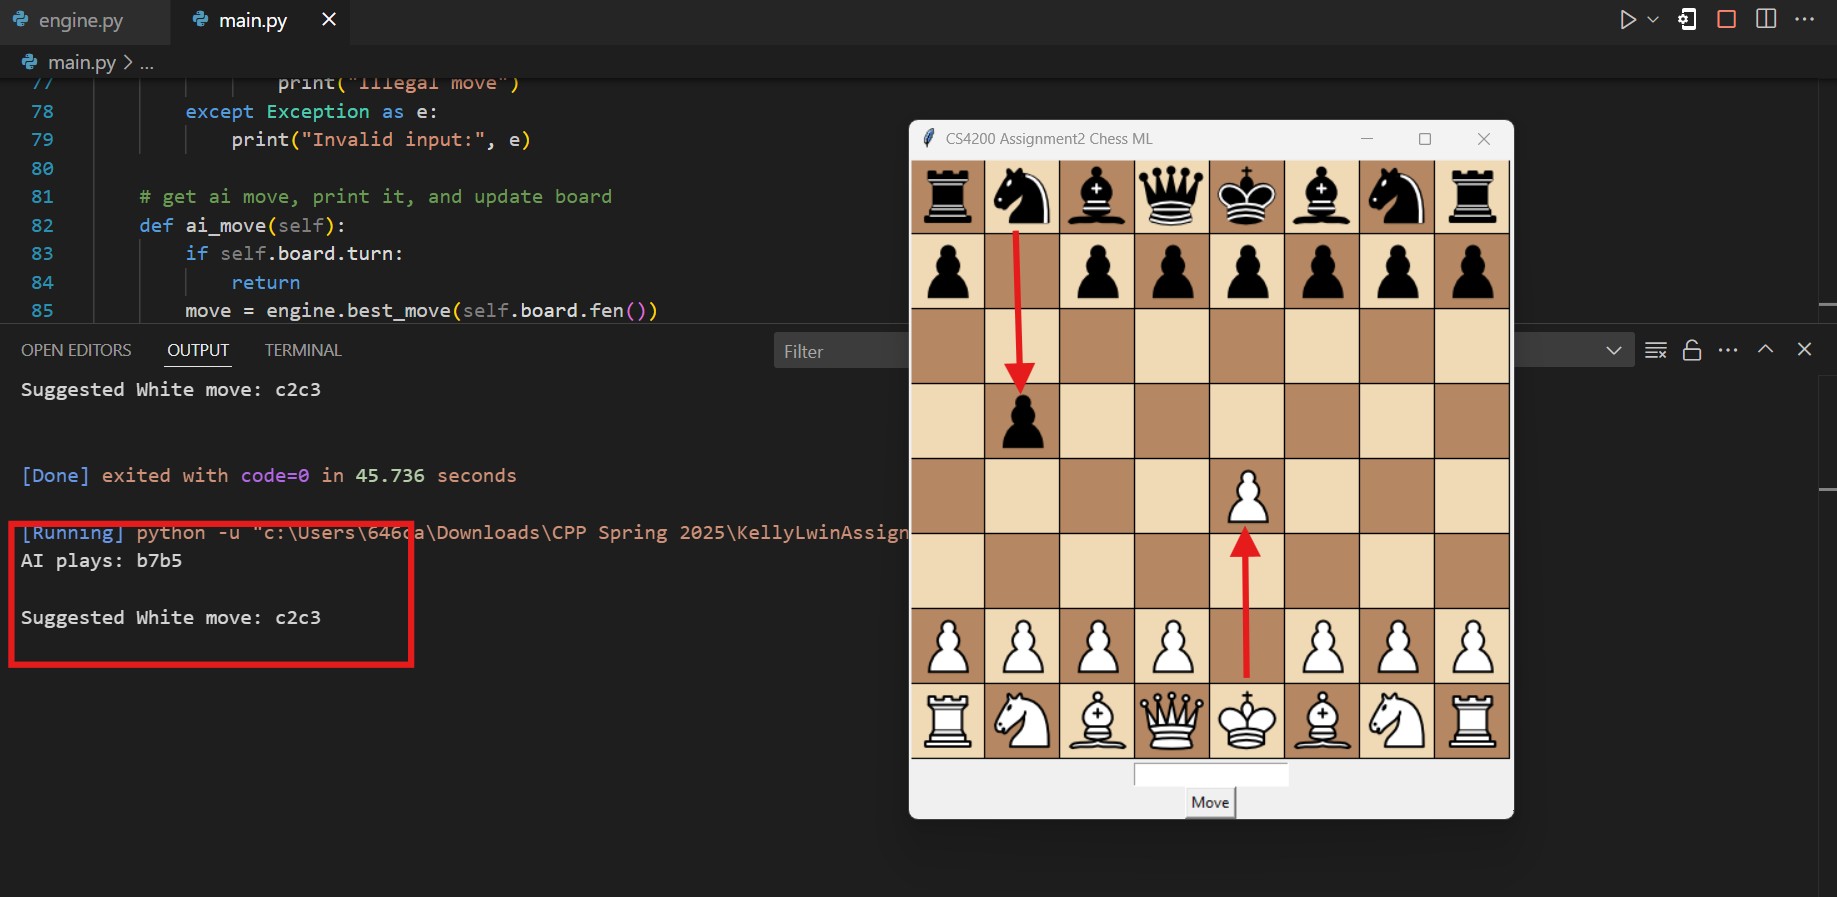 engine.py
main.py
main.py > ...
77 print("Illegal move")
78 except Exception as e:
79 print("Invalid input:", e)
80
81 # get ai move, print it, and update board
82 def ai_move(self):
83 if self.board.turn:
84 return
85 move = engine.best_move(self.board.fen())
OPEN EDITORS
OUTPUT
TERMINAL
Filter
Suggested White move: c2c3
[Done] exited with code=0 in 45.736 seconds
[Running] python -u "c:\Users\646ca\Downloads\CPP Spring 2025\KellyLwinAssign
AI plays: b7b5
Suggested White move: c2c3
CS4200 Assignment2 Chess ML
Move